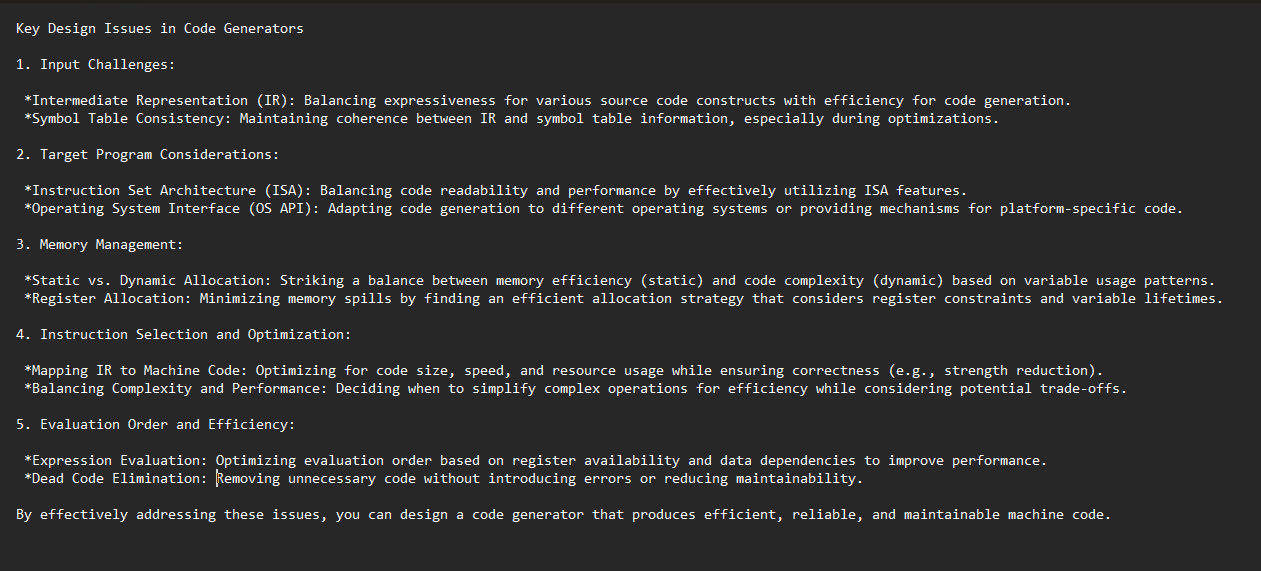 Key Design Issues in Code Generators
1. Input Challenges:
*Intermediate Representation (IR): Balancing expressiveness for various source code constructs with efficiency for code generation.
*Symbol Table Consistency: Maintaining coherence between IR and symbol table information, especially during optimizations.
2. Target Program Considerations:
*Instruction Set Architecture (ISA): Balancing code readability and performance by effectively utilizing ISA features.
*Operating System Interface (OS API): Adapting code generation to different operating systems or providing mechanisms for platform-specific code.
3. Memory Management:
*Static vs. Dynamic Allocation: Striking a balance between memory efficiency (static) and code complexity (dynamic) based on variable usage patterns.
*Register Allocation: Minimizing memory spills by finding an efficient allocation strategy that considers register constraints and variable lifetimes.
4. Instruction Selection and Optimization:
*Mapping IR to Machine Code: Optimizing for code size, speed, and resource usage while ensuring correctness (e.g., strength reduction).
*Balancing Complexity and Performance: Deciding when to simplify complex operations for efficiency while considering potential trade-offs.
5. Evaluation Order and Efficiency:
*Expression Evaluation: Optimizing evaluation order based on register availability and data dependencies to improve performance.
*Dead Code Elimination: Removing unnecessary code without introducing errors or reducing maintainability.
By effectively addressing these issues, you can design a code generator that produces efficient, reliable, and maintainable machine code.